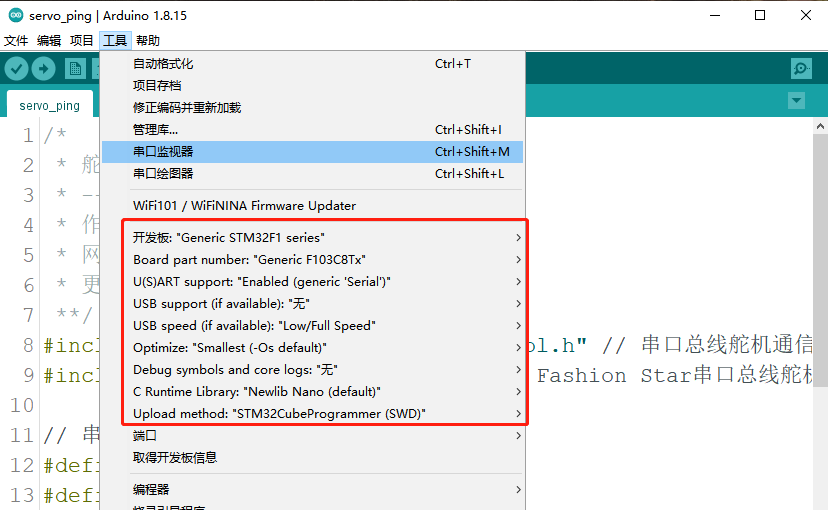 servo_ping | Arduino 1.8.15
文件 编辑 项目 工具 帮助
自动格式化 Ctrl+T
项目存档
修正编码并重新加载
管理库... Ctrl+Shift+I
串口监视器 Ctrl+Shift+M
串口绘图器 Ctrl+Shift+L
WiFi101 / WiFiNINA Firmware Updater
开发板: "Generic STM32F1 series"
Board part number: "Generic F103C8Tx"
U(S)ART support: "Enabled (generic 'Serial')"
USB support (if available): "无"
USB speed (if available): "Low/Full Speed"
Optimize: "Smallest (-Os default)"
Debug symbols and core logs: "无"
C Runtime Library: "Newlib Nano (default)"
Upload method: "STM32CubeProgrammer (SWD)"
端口
取得开发板信息
编程器
servo_ping
1 /*
2 * 舵
3 * --
4 * 作
5 * 网
6 * 更
7 **/
8 #incl ol.h" // 串口总线舵机通信
9 #incl Fashion Star串口总线舵机
10
11 // 串
12 #defi
13 #defi